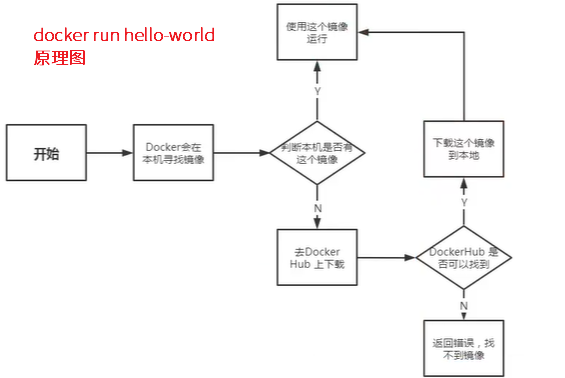 docker run hello-world
原理图
开始
Docker会在
本机寻找镜像
判断本机是否有
这个镜像
Y
使用这个镜像
运行
N
去Docker
Hub 上下载
DockerHub 是
否可以找到
Y
下载这个镜像
到本地
N
返回错误，找
不到镜像